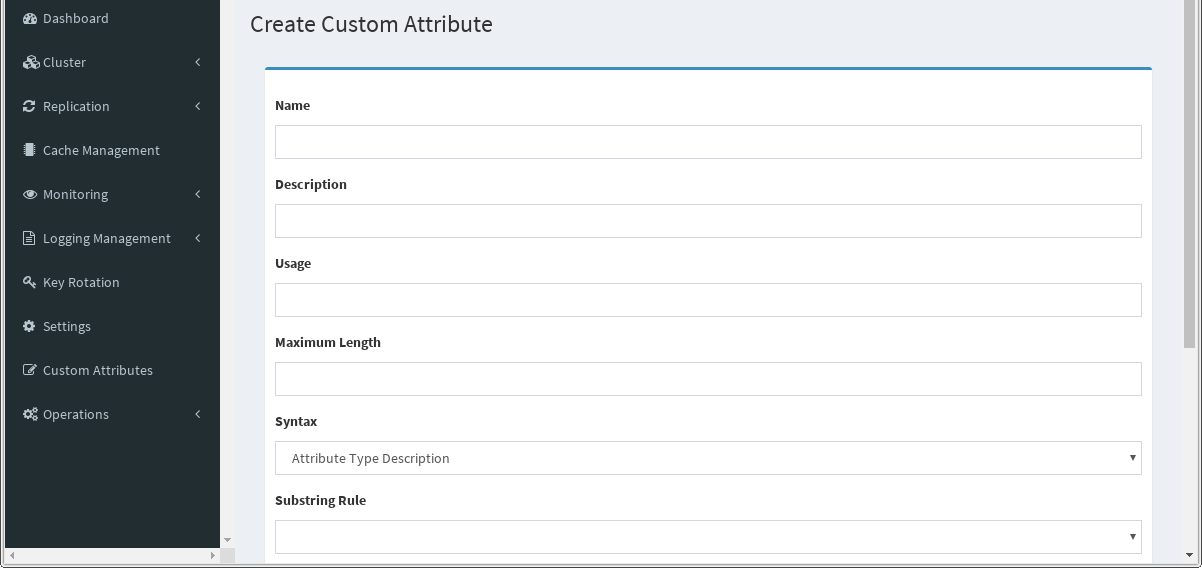 Dashboard
Cluster
Replication
Cache Management
Monitoring
Logging Management
Key Rotation
Settings
Custom Attributes
Operations
Create Custom Attribute
Name
Description
Usage
Maximum Length
Syntax
Attribute Type Description
Substring Rule